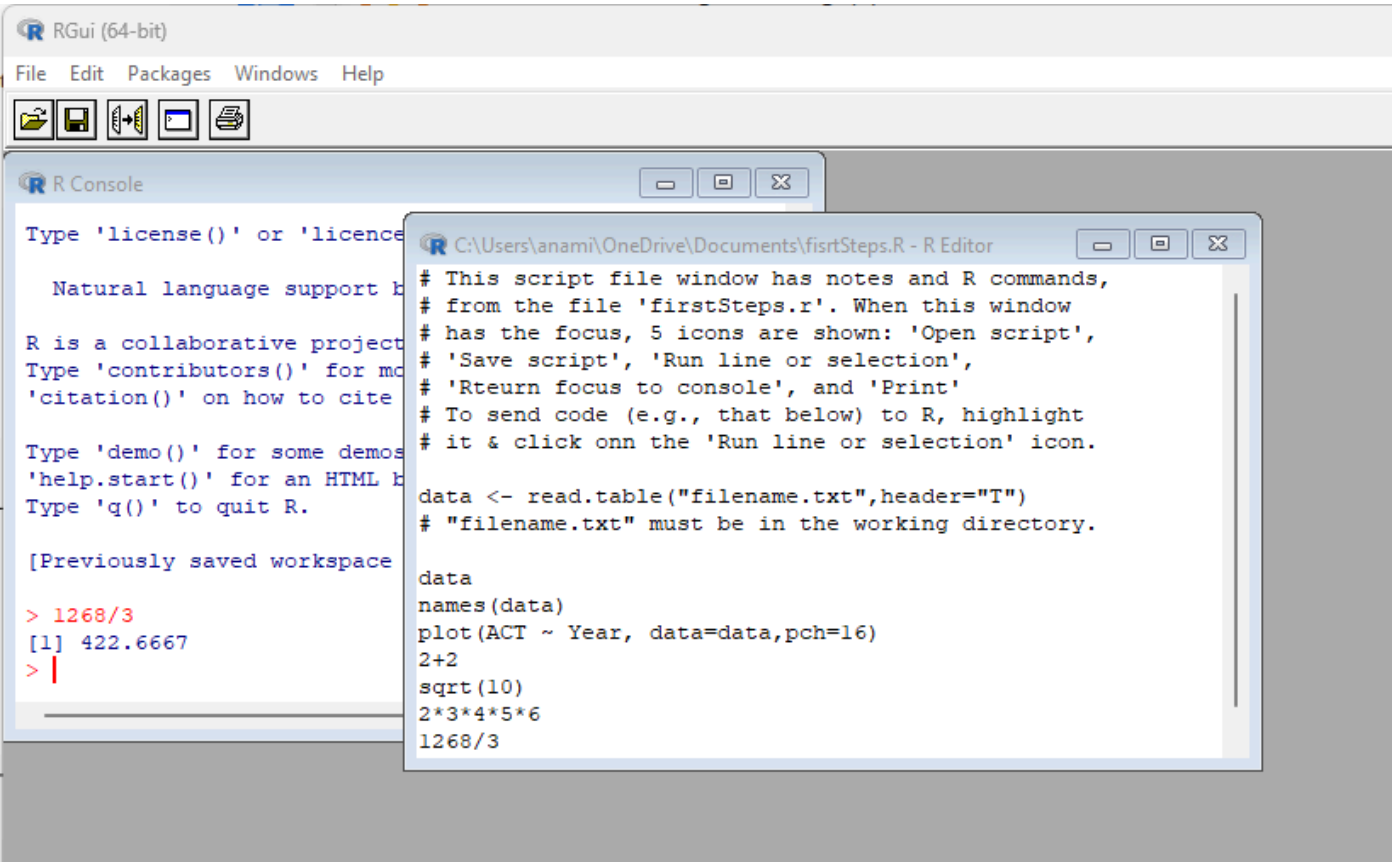 RGui (64-bit)
File Edit Packages Windows Help
R Console
Type 'license()' or 'licence
Natural language support b
R is a collaborative project
Type 'contributors()' for mo
'citation()' on how to cite
Type 'demo()' for some demos
'help.start()' for an HTML b
Type 'q()' to quit R.
[Previously saved workspace
> 1268/3
[1] 422.6667
>
C:\Users\anami\OneDrive\Documents\fisrtSteps.R - R Editor
# This script file window has notes and R commands,
# from the file 'firstSteps.r'. When this window
# has the focus, 5 icons are shown: 'Open script',
# 'Save script', 'Run line or selection',
# 'Rteurn focus to console', and 'Print'
# To send code (e.g., that below) to R, highlight
# it & click onn the 'Run line or selection' icon.
data <- read.table("filename.txt",header="T")
# "filename.txt" must be in the working directory.
data
names(data)
plot(ACT ~ Year, data=data,pch=16)
2+2
sqrt(10)
2*3*4*5*6
1268/3